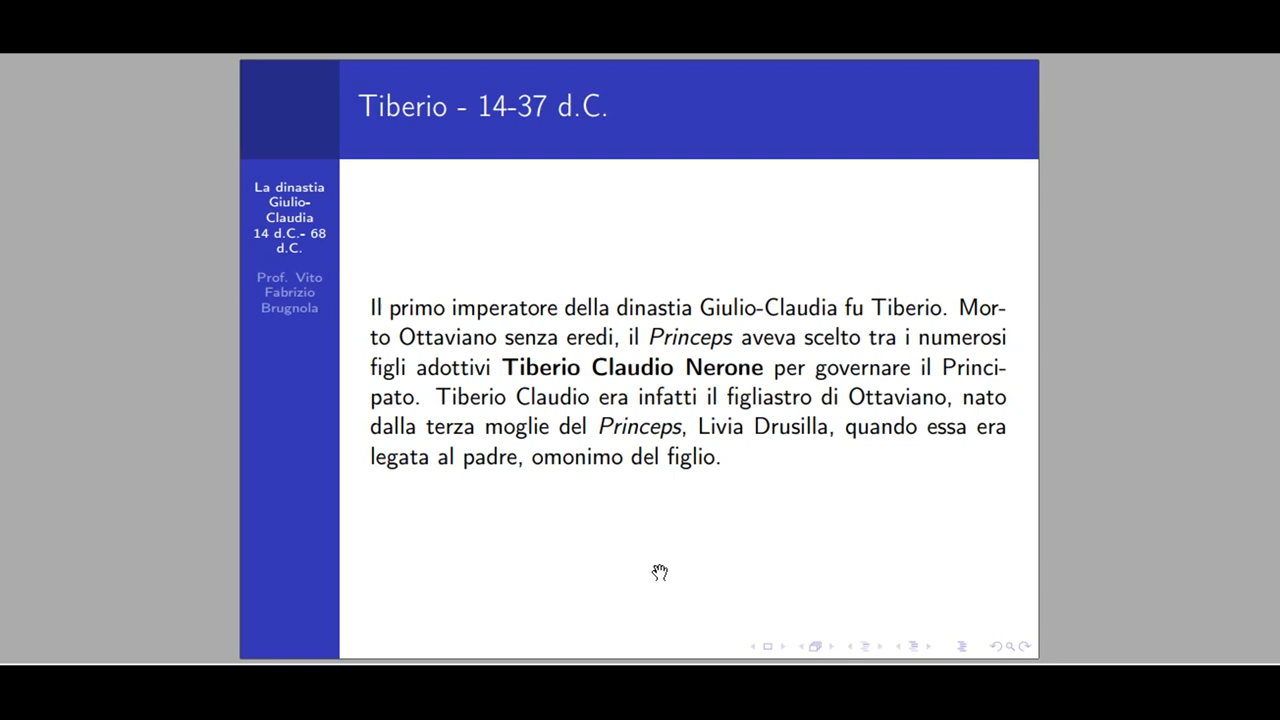 Tiberio - 14-37 d.C.
La dinastia
Giulio-
Claudia
14 d.C.- 68
d.C.
Prof. Vito
Fabrizio
Brugnola
Il primo imperatore della dinastia Giulio-Claudia fu Tiberio. Mor-
to Ottaviano senza eredi, il Princeps aveva scelto tra i numerosi
figli adottivi Tiberio Claudio Nerone per governare il Princi-
pato. Tiberio Claudio era infatti il figliastro di Ottaviano, nato
dalla terza moglie del Princeps, Livia Drusilla, quando essa era
legata al padre, omonimo del figlio.